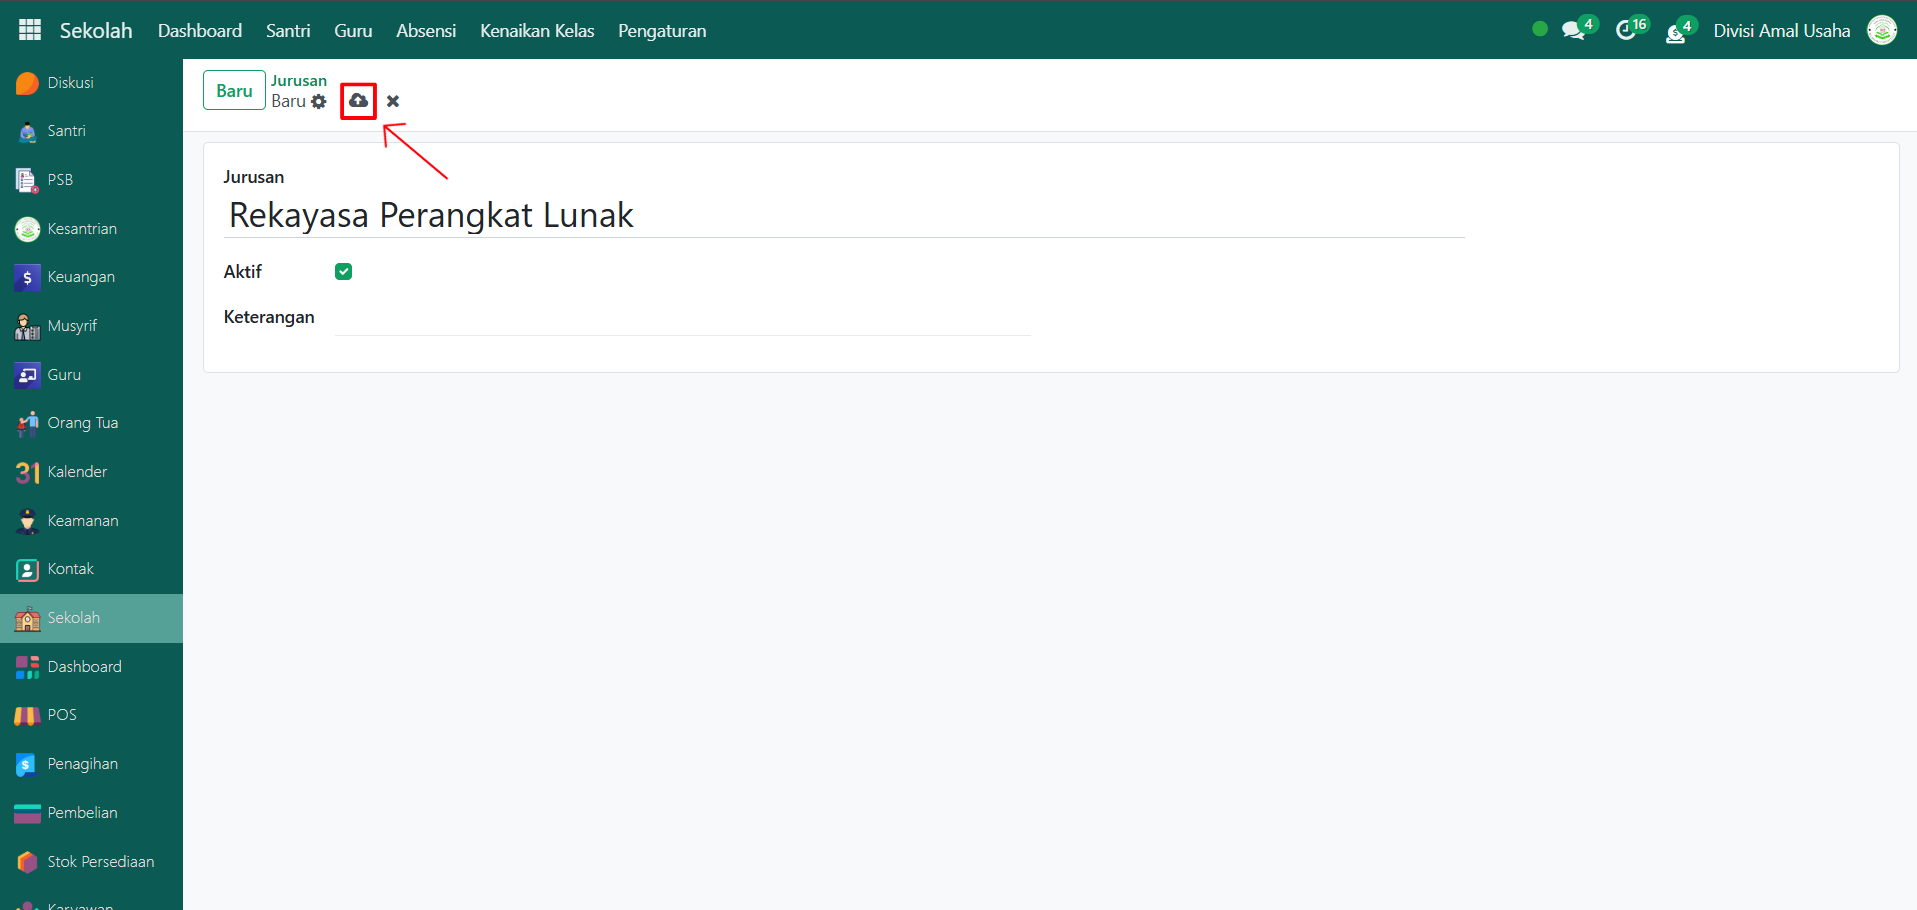 Sekolah Dashboard Santri Guru Absensi Kenaikan Kelas Pengaturan 4 16 4 Divisi Amal Usaha
Diskusi
Santri
PSB
Kesantrian
Keuangan
Musyrif
Guru
Orang Tua
31 Kalender
Keamanan
Kontak
Sekolah
Dashboard
POS
Penagihan
Pembelian
Stok Persediaan
Karyawan
Baru
Jurusan
Baru
Jurusan
Rekayasa Perangkat Lunak
Aktif
Keterangan